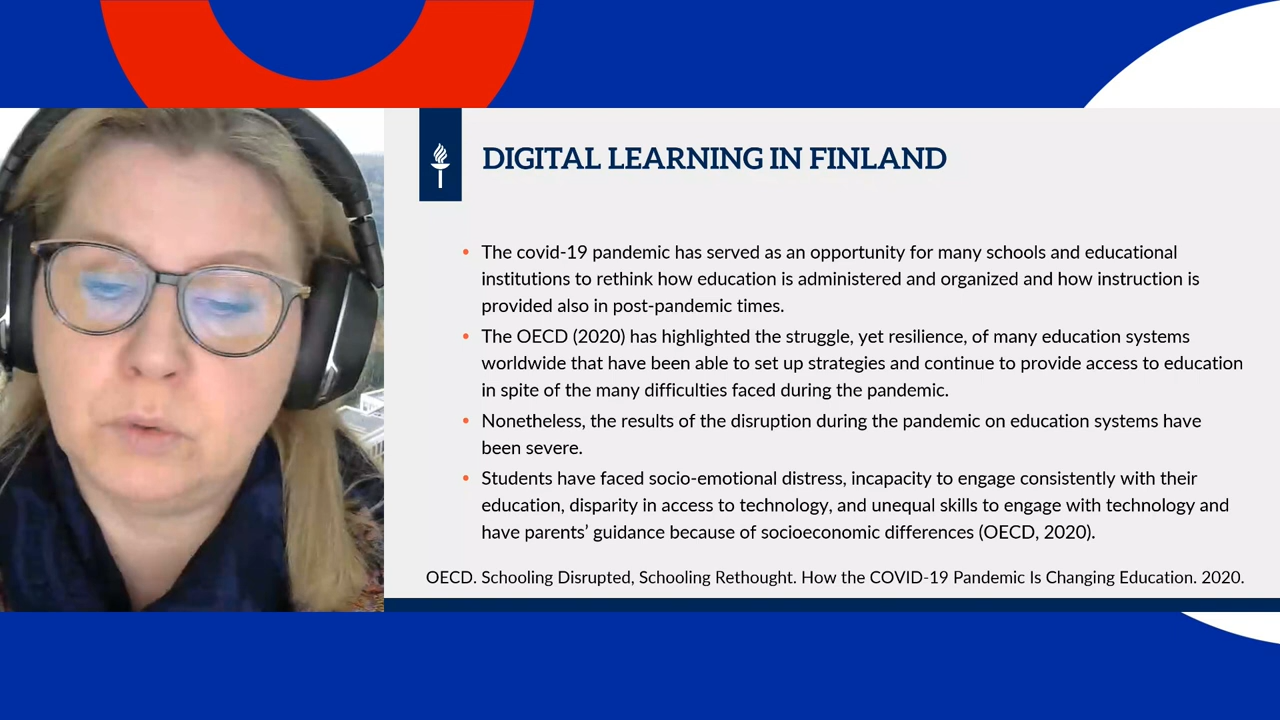 DIGITAL LEARNING IN FINLAND
• The covid-19 pandemic has served as an opportunity for many schools and educational
institutions to rethink how education is administered and organized and how instruction is
provided also in post-pandemic times.
• The OECD (2020) has highlighted the struggle, yet resilience, of many education systems
worldwide that have been able to set up strategies and continue to provide access to education
in spite of the many difficulties faced during the pandemic.
• Nonetheless, the results of the disruption during the pandemic on education systems have
been severe.
• Students have faced socio-emotional distress, incapacity to engage consistently with their
education, disparity in access to technology, and unequal skills to engage with technology and
have parents’ guidance because of socioeconomic differences (OECD, 2020).
OECD. Schooling Disrupted, Schooling Rethought. How the COVID-19 Pandemic Is Changing Education. 2020.